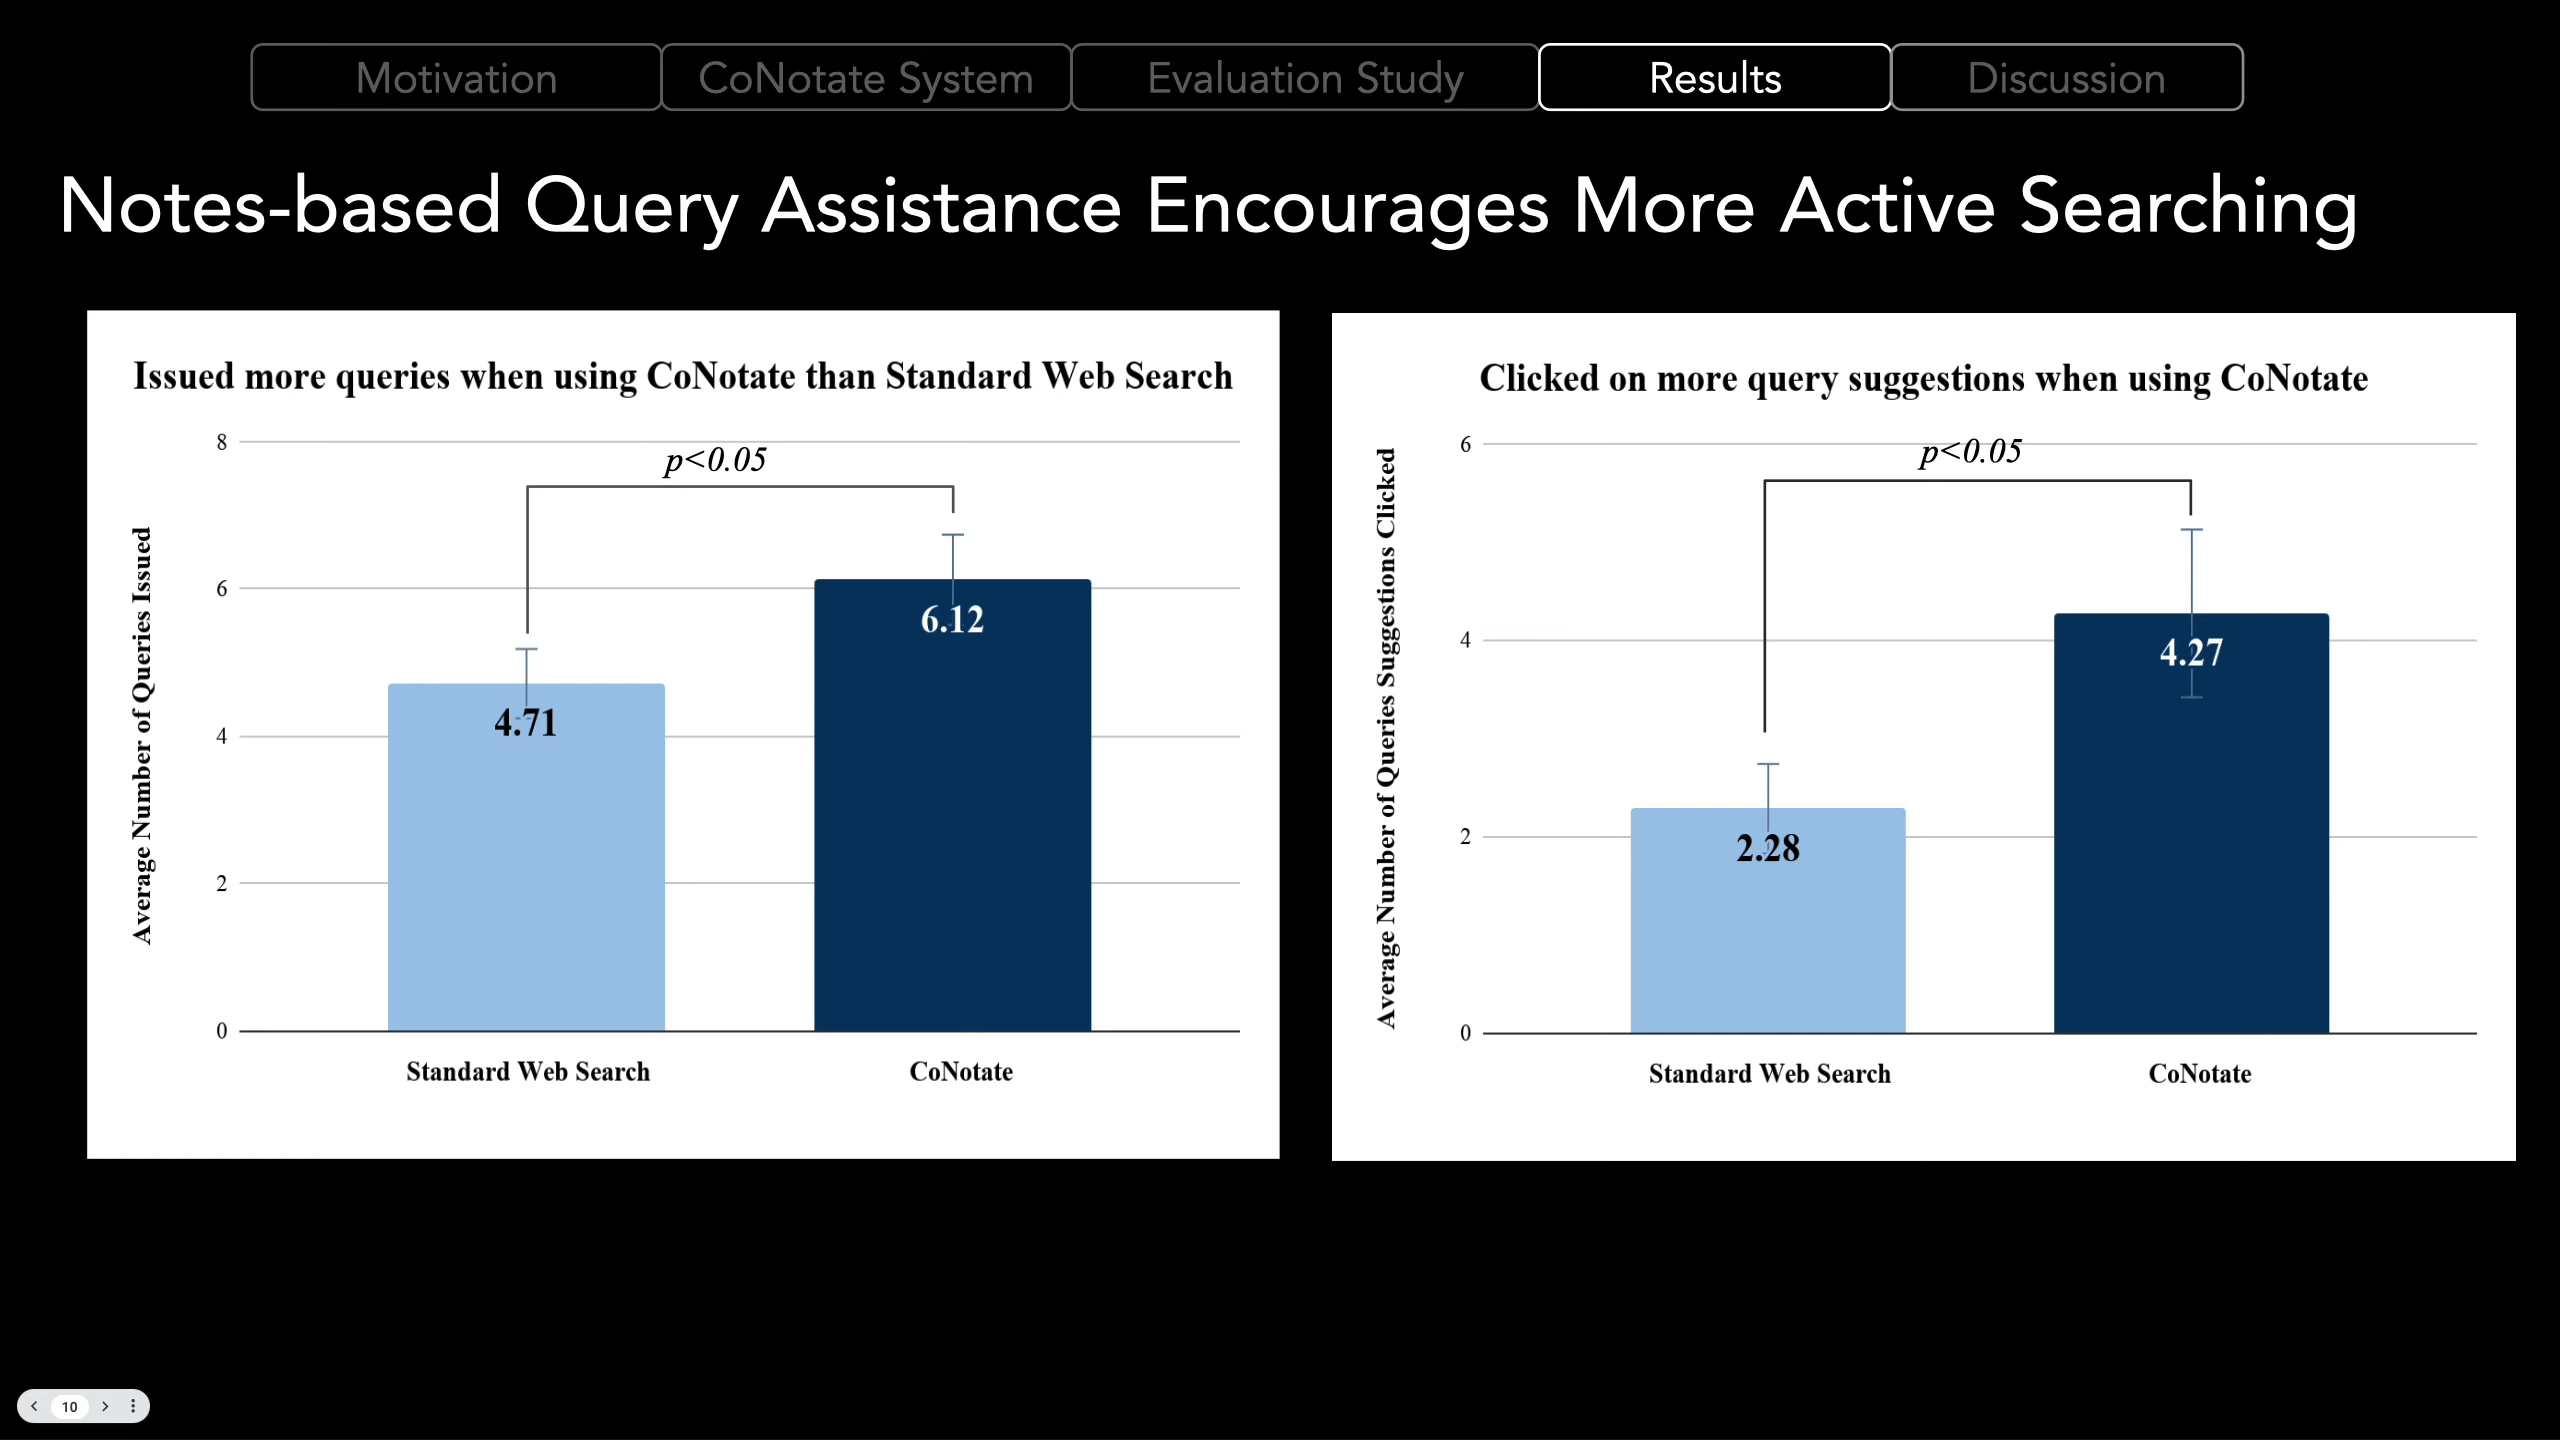 Motivation
CoNotate System
Evaluation Study
Results
Discussion
Notes-based Query Assistance Encourages More Active Searching
Issued more queries when using CoNotate than Standard Web Search
Average Number of Queries Issued
8
6
4
2
0
p<0.05
4.71
6.12
Standard Web Search
CoNotate
Clicked on more query suggestions when using CoNotate
Average Number of Queries Suggestions Clicked
6
4
2
0
p<0.05
2.28
4.27
Standard Web Search
CoNotate
10